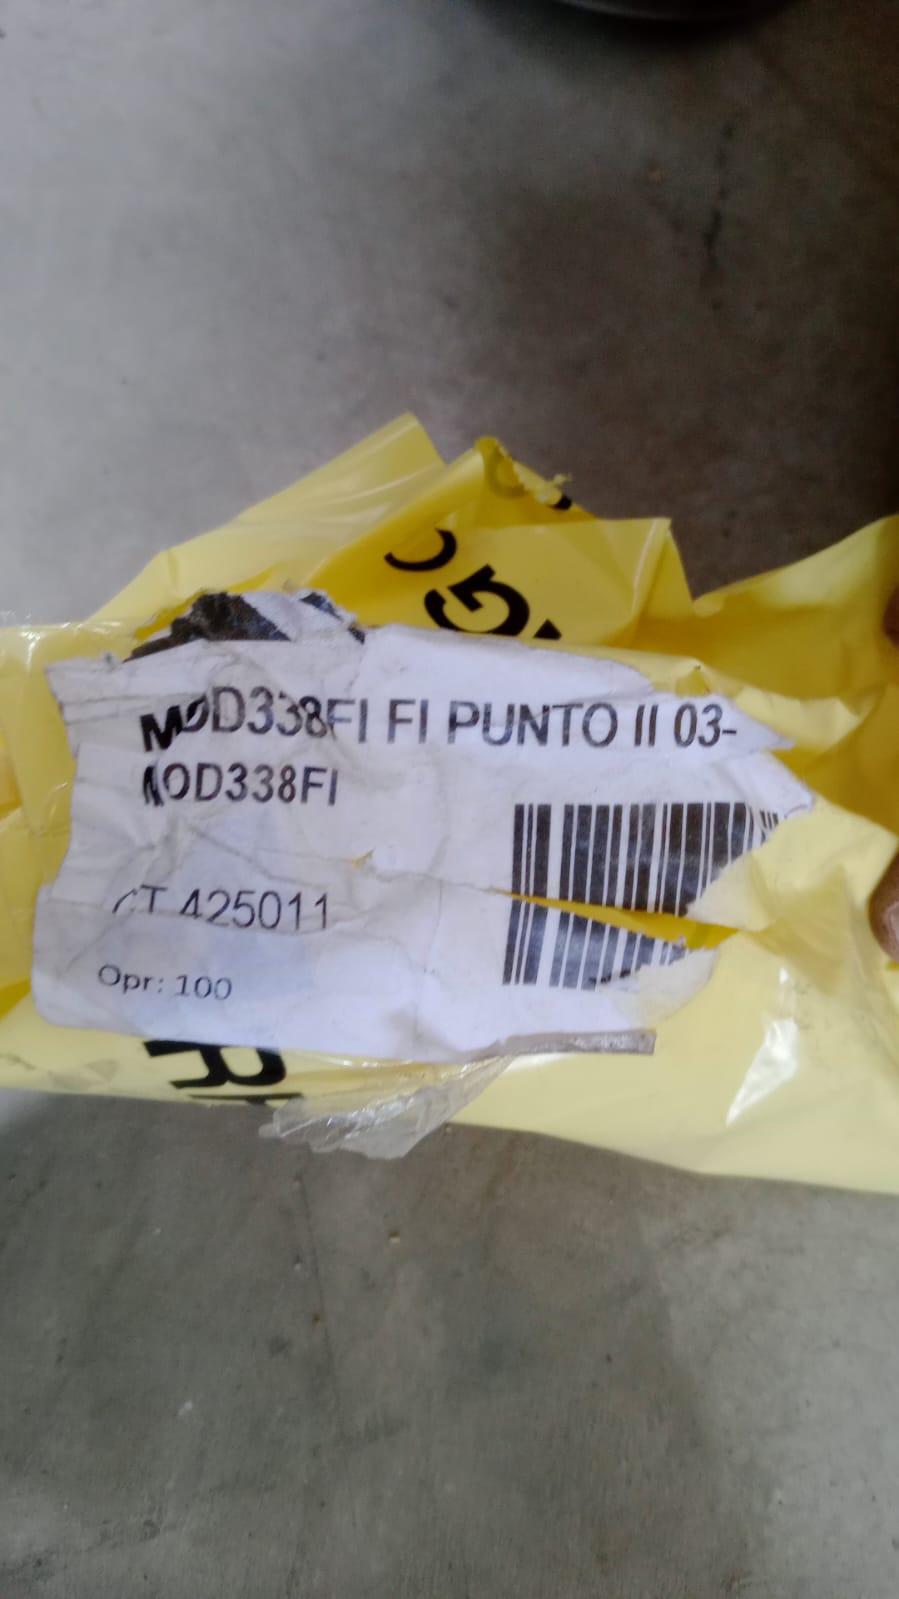 MOD338FI FI PUNTO II 03-
MOD338FI
CT 425011
Opr: 100